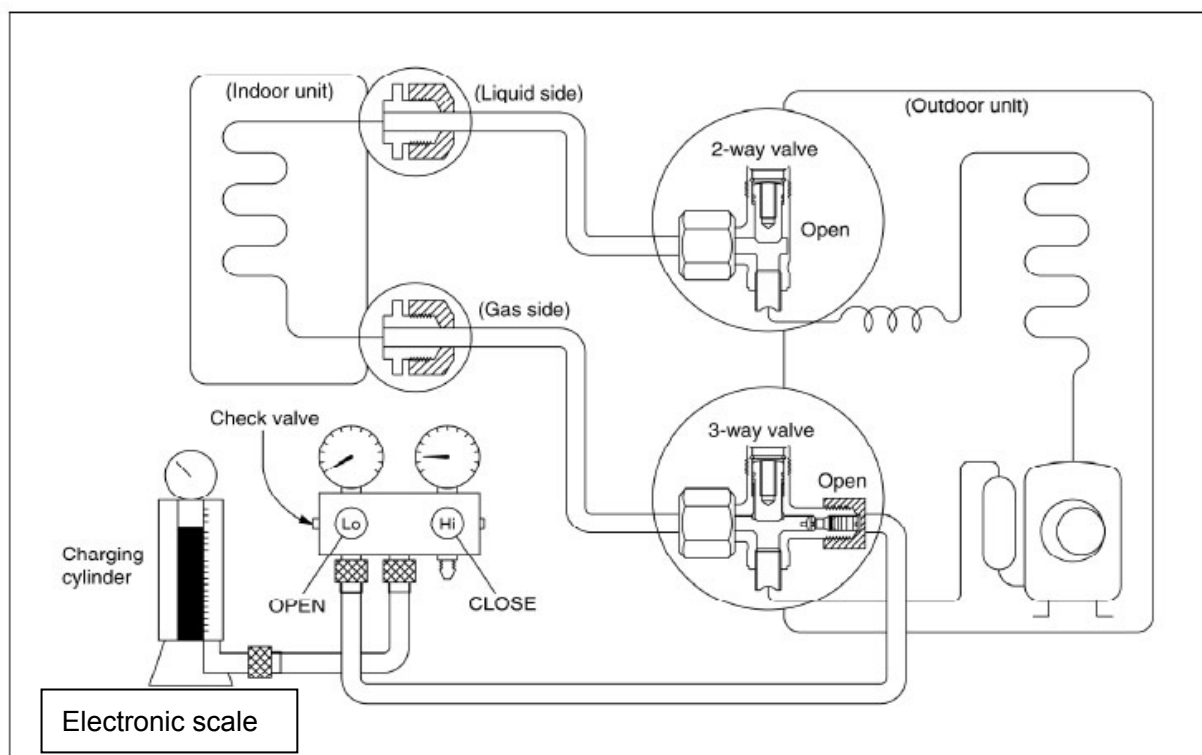 (Indoor unit)
(Liquid side)
(Outdoor unit)
2-way valve
Open
(Gas side)
Check valve
3-way valve
Open
Lo
Hi
Charging
cylinder
OPEN
CLOSE
Electronic scale